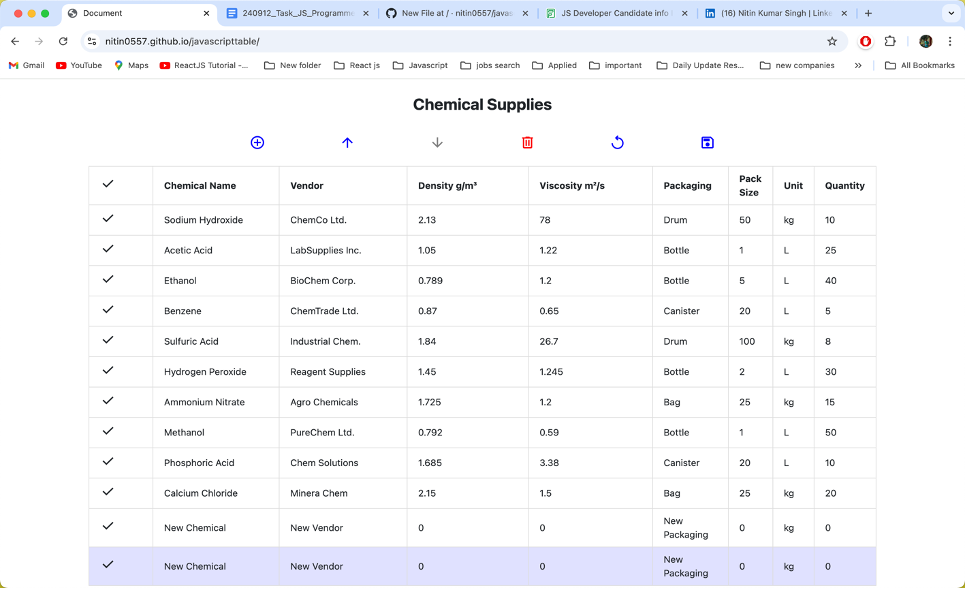 Document
240912_Task_JS_Programme
New File at / · nitin0557/javas
JS Developer Candidate info
(16) Nitin Kumar Singh | Linke
nitin0557.github.io/javascripttable/
Gmail YouTube Maps ReactJS Tutorial -... New folder React js Javascript jobs search Applied important Daily Update Res... new companies » All Bookmarks
Chemical Supplies
Chemical Name Vendor Density g/m³ Viscosity m²/s Packaging Pack Size Unit Quantity
Sodium Hydroxide ChemCo Ltd. 2.13 78 Drum 50 kg 10
Acetic Acid LabSupplies Inc. 1.05 1.22 Bottle 1 L 25
Ethanol BioChem Corp. 0.789 1.2 Bottle 5 L 40
Benzene ChemTrade Ltd. 0.87 0.65 Canister 20 L 5
Sulfuric Acid Industrial Chem. 1.84 26.7 Drum 100 kg 8
Hydrogen Peroxide Reagent Supplies 1.45 1.245 Bottle 2 L 30
Ammonium Nitrate Agro Chemicals 1.725 1.2 Bag 25 kg 15
Methanol PureChem Ltd. 0.792 0.59 Bottle 1 L 50
Phosphoric Acid Chem Solutions 1.685 3.38 Canister 20 L 10
Calcium Chloride Minera Chem 2.15 1.5 Bag 25 kg 20
New Chemical New Vendor 0 0 New Packaging 0 kg 0
New Chemical New Vendor 0 0 New Packaging 0 kg 0